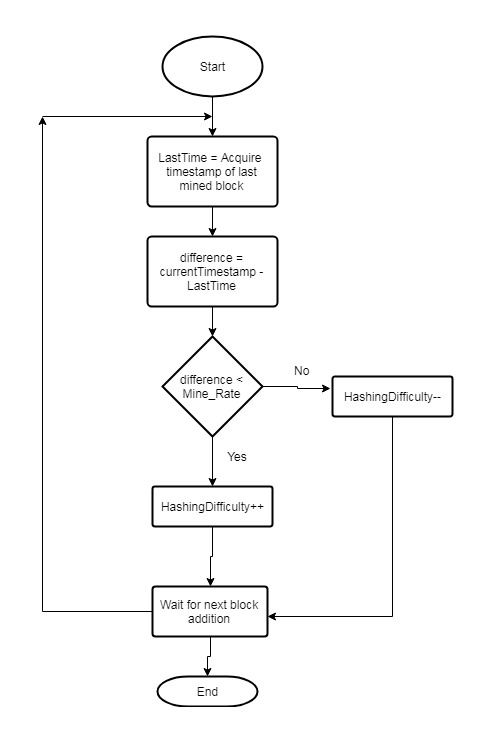 Start
LastTime = Acquire
timestamp of last
mined block
difference =
currentTimestamp -
LastTime
difference <
Mine_Rate
No
HashingDifficulty--
Yes
HashingDifficulty++
Wait for next block
addition
End